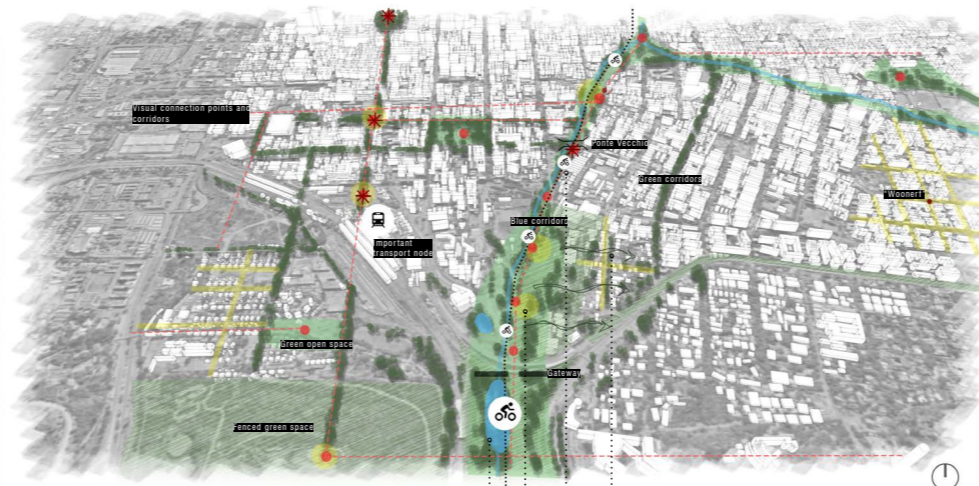 Visual connection points and
corridors
Ponte Vecchio
Green corridors
"Woonerf"
Blue corridors
Important
transport node
Green open space
Gateway
Fenced green space